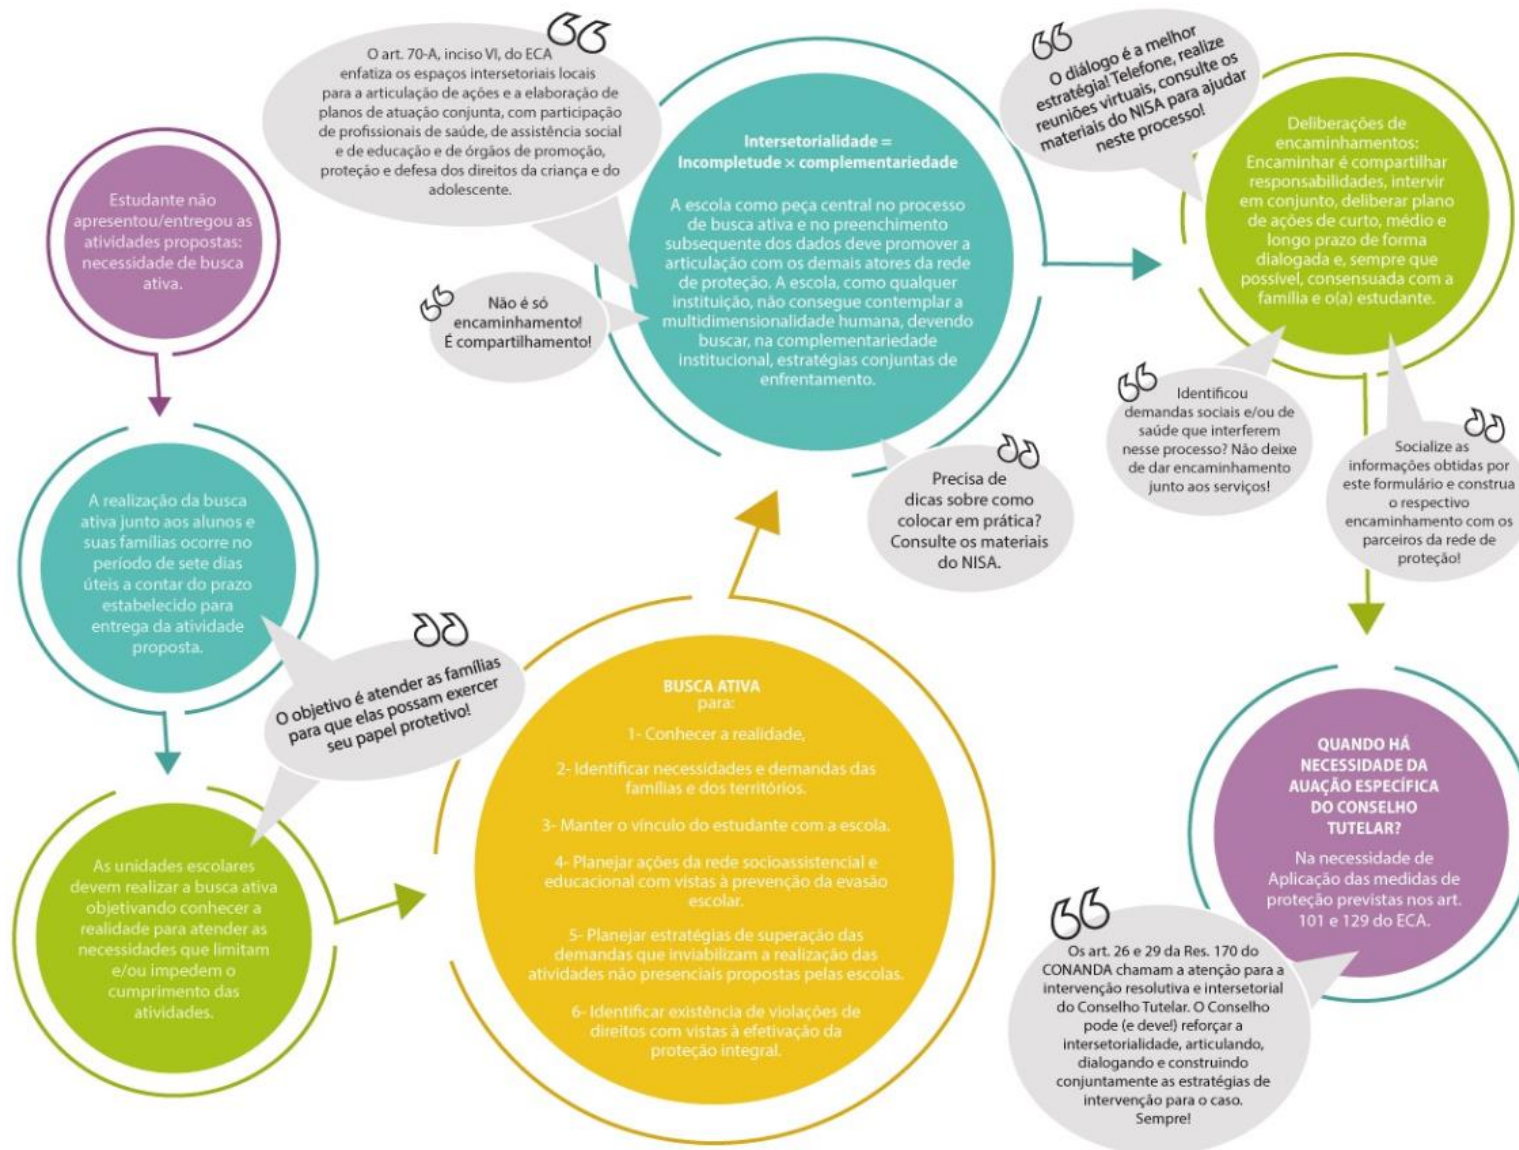 Estudante não
apresentou/entregou as
atividades propostas:
necessidade de busca
ativa.
A realização da busca
ativa junto aos alunos e
suas famílias ocorre no
período de sete dias
úteis a contar do prazo
estabelecido para
entrega da atividade
proposta.
O objetivo é atender as famílias
para que elas possam exercer
seu papel protetivo!
As unidades escolares
devem realizar a busca ativa
objetivando conhecer a
realidade para atender as
necessidades que limitam
e/ou impedem o
cumprimento das
atividades.
BUSCA ATIVA
para:
1- Conhecer a realidade,
2- Identificar necessidades e demandas das
famílias e dos territórios.
3- Manter o vínculo do estudante com a escola.
4- Planejar ações da rede socioassistencial e
educacional com vistas à prevenção da evasão
escolar.
5- Planejar estratégias de superação das
demandas que inviabilizam a realização das
atividades não presenciais propostas pelas escolas.
6- Identificar existência de violações de
direitos com vistas à efetivação da
proteção integral.
O art. 70-A, inciso VI, do ECA
enfatiza os espaços intersetoriais locais
para a articulação de ações e a elaboração de
planos de atuação conjunta, com participação
de profissionais de saúde, de assistência social
e de educação e de órgãos de promoção,
proteção e defesa dos direitos da criança e do
adolescente.
Não é só
encaminhamento!
É compartilhamento!
Intersetorialidade =
Incompletude × complementariedade
A escola como peça central no processo
de busca ativa e no preenchimento
subsequente dos dados deve promover a
articulação com os demais atores da rede
de proteção. A escola, como qualquer
instituição, não consegue contemplar a
multidimensionalidade humana, devendo
buscar, na complementariedade
institucional, estratégias conjuntas de
enfrentamento.
Precisa de
dicas sobre como
colocar em prática?
Consulte os materiais
do NISA.
O diálogo é a melhor
estratégia! Telefone, realize
reuniões virtuais, consulte os
materiais do NISA para ajudar
neste processo!
Deliberações de
encaminhamentos:
Encaminhar é compartilhar
responsabilidades, intervir
em conjunto, deliberar plano
de ações de curto, médio e
longo prazo de forma
dialogada e, sempre que
possível, consensuada com a
família e o(a) estudante.
Identificou
demandas sociais e/ou de
saúde que interferem
nesse processo? Não deixe
de dar encaminhamento
junto aos serviços!
Socialize as
informações obtidas por
este formulário e construa
o respectivo
encaminhamento com os
parceiros da rede de
proteção!
QUANDO HÁ
NECESSIDADE DA
AUAÇÃO ESPECÍFICA
DO CONSELHO
TUTELAR?
Na necessidade de
Aplicação das medidas de
proteção previstas nos art.
101 e 129 do ECA.
Os art. 26 e 29 da Res. 170 do
CONANDA chamam a atenção para a
intervenção resolutiva e intersetorial
do Conselho Tutelar. O Conselho
pode (e deve!) reforçar a
intersetorialidade, articulando,
dialogando e construindo
conjuntamente as estratégias de
intervenção para o caso.
Sempre!